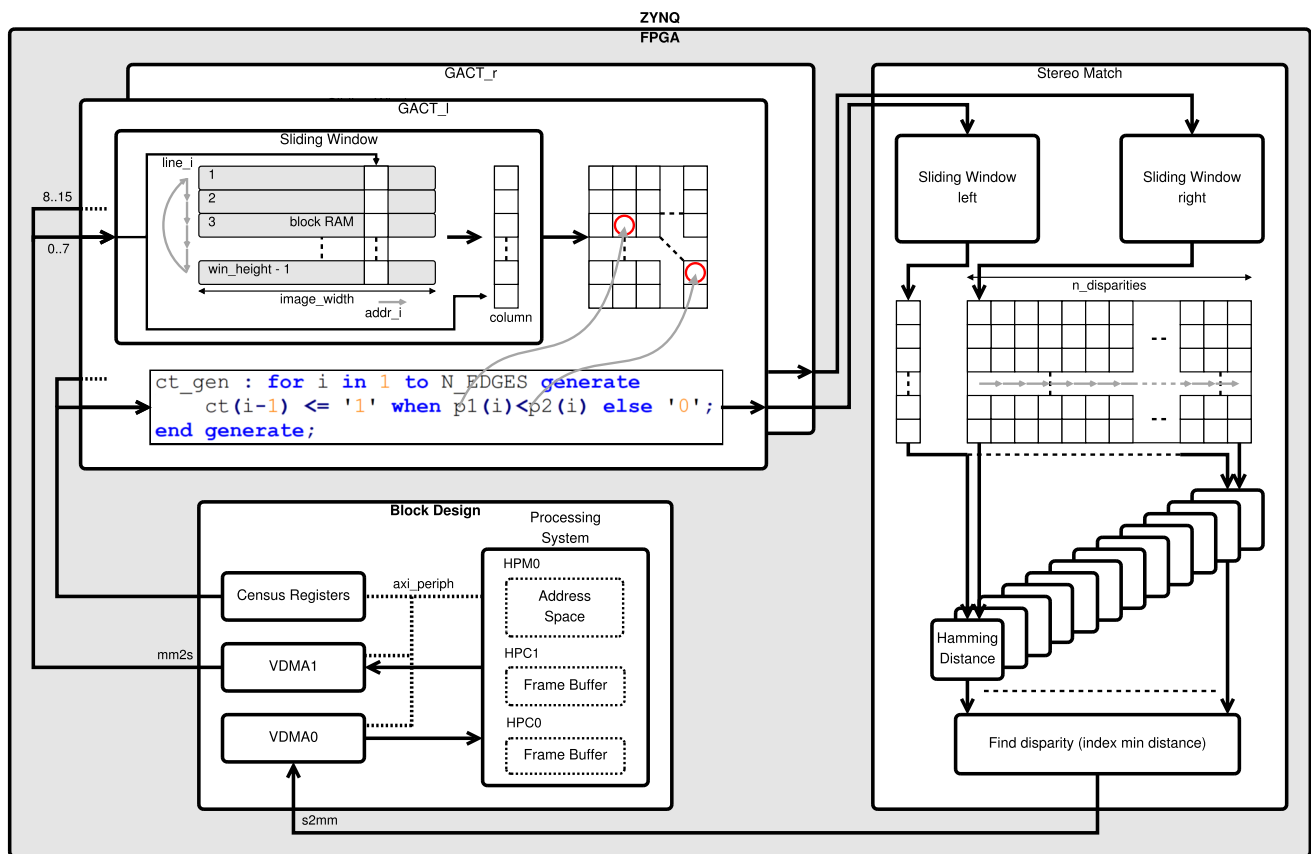 ZYNQ
FPGA
GACT_r
GACT_l
Sliding Window
line_i
1
2
3
block RAM
win_height - 1
image_width
addr_i
column
8..15
0..7
ct_gen : for i in 1 to N_EDGES generate
ct(i-1) <= '1' when p1(i)<p2(i) else '0';
end generate;
Block Design
Processing
System
Census Registers
axi_periph
HPM0
Address
Space
mm2s
VDMA1
HPC1
Frame Buffer
VDMA0
HPC0
Frame Buffer
s2mm
Stereo Match
Sliding Window
left
Sliding Window
right
n_disparities
Hamming
Distance
Find disparity (index min distance)